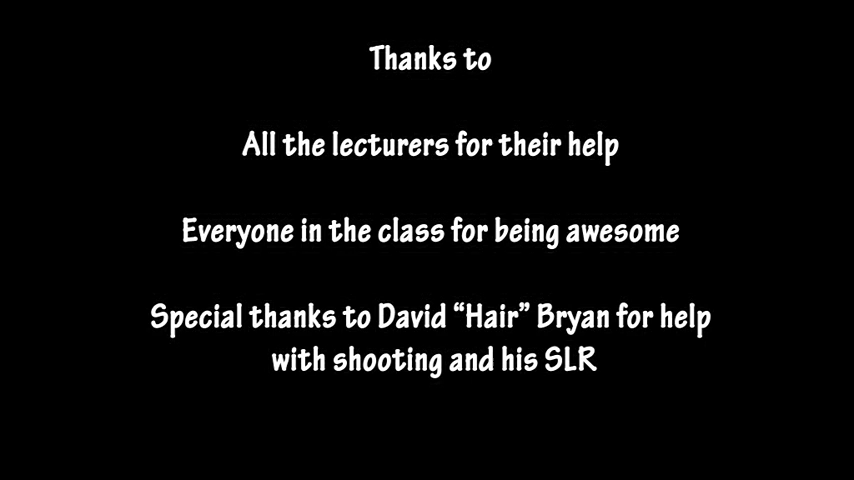 Thanks to
All the lecturers for their help
Everyone in the class for being awesome
Special thanks to David “Hair” Bryan for help
with shooting and his SLR